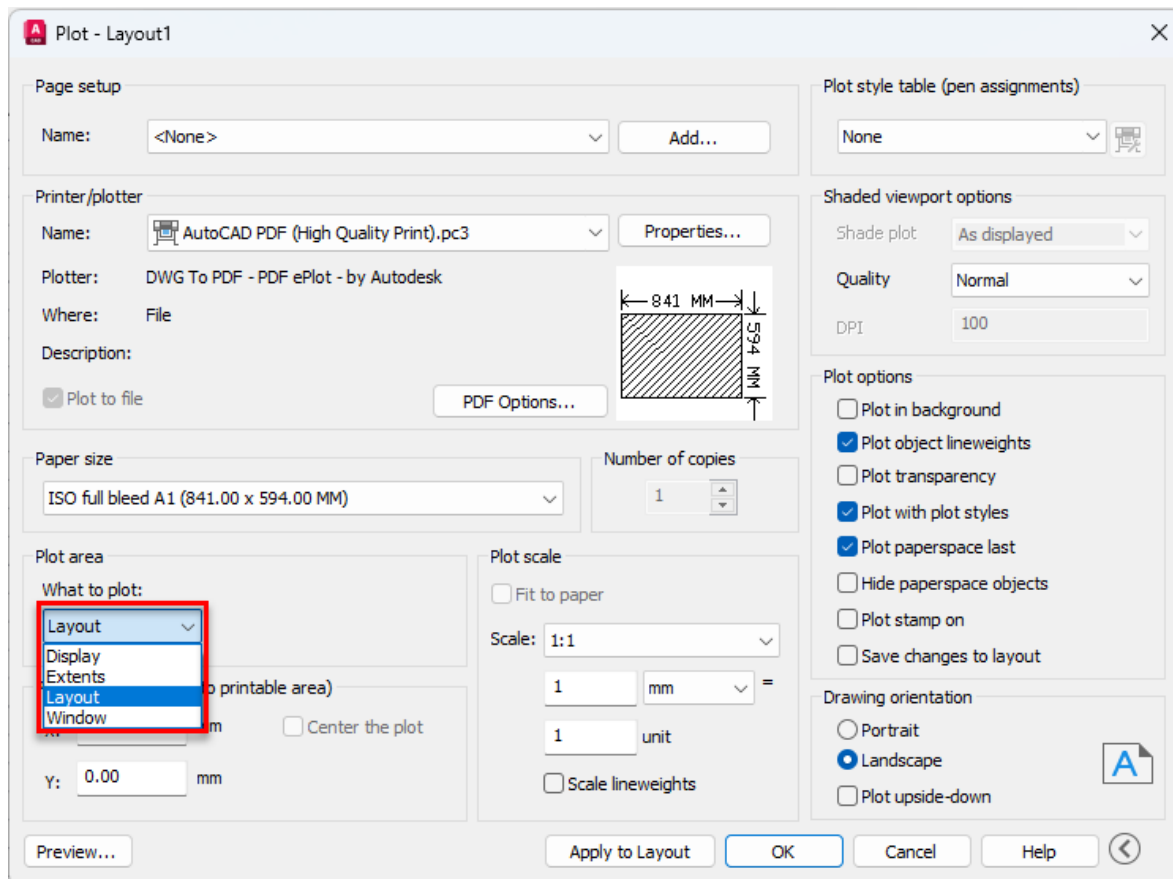 A
CAD
Plot - Layout1
Page setup
Name:
<None>
Add...
Plot style table (pen assignments)
None
Printer/plotter
Name:
AutoCAD PDF (High Quality Print).pc3
Properties...
Plotter:
DWG To PDF - PDF ePlot - by Autodesk
Where:
File
Description:
Plot to file
PDF Options...
841 MM
594 MM
Shaded viewport options
Shade plot
As displayed
Quality
Normal
DPI
100
Paper size
ISO full bleed A1 (841.00 x 594.00 MM)
Number of copies
1
Plot options
Plot in background
Plot object lineweights
Plot transparency
Plot with plot styles
Plot paperspace last
Hide paperspace objects
Plot stamp on
Save changes to layout
Plot area
What to plot:
Layout
Display
Extents
Layout
Window
printable area)
Center the plot
Y:
0.00
mm
Plot scale
Fit to paper
Scale:
1:1
1
mm
=
1
unit
Scale lineweights
Drawing orientation
Portrait
Landscape
Plot upside-down
A
Preview...
Apply to Layout
OK
Cancel
Help